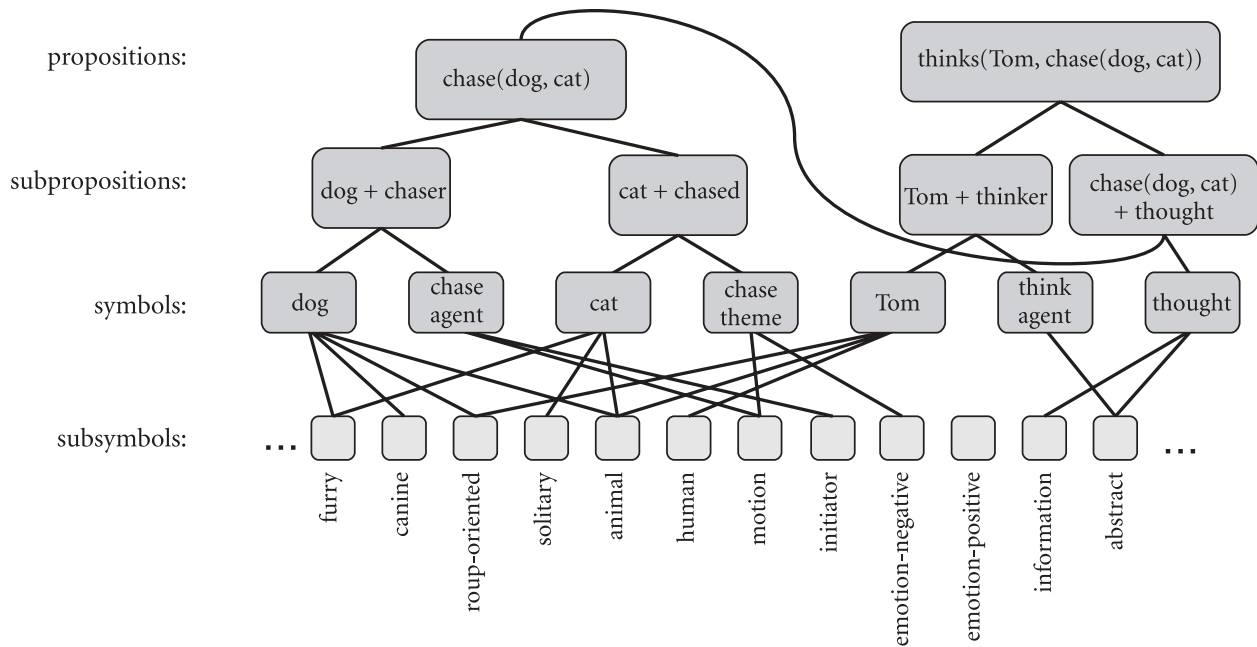 propositions:
chase(dog, cat)
thinks(Tom, chase(dog, cat))
subpropositions:
dog + chaser
cat + chased
Tom + thinker
chase(dog, cat)
+ thought
symbols:
dog
chase
agent
cat
chase
theme
Tom
think
agent
thought
subsymbols:
...
...
furry
canine
roup-oriented
solitary
animal
human
motion
initiator
emotion-negative
emotion-positive
information
abstract